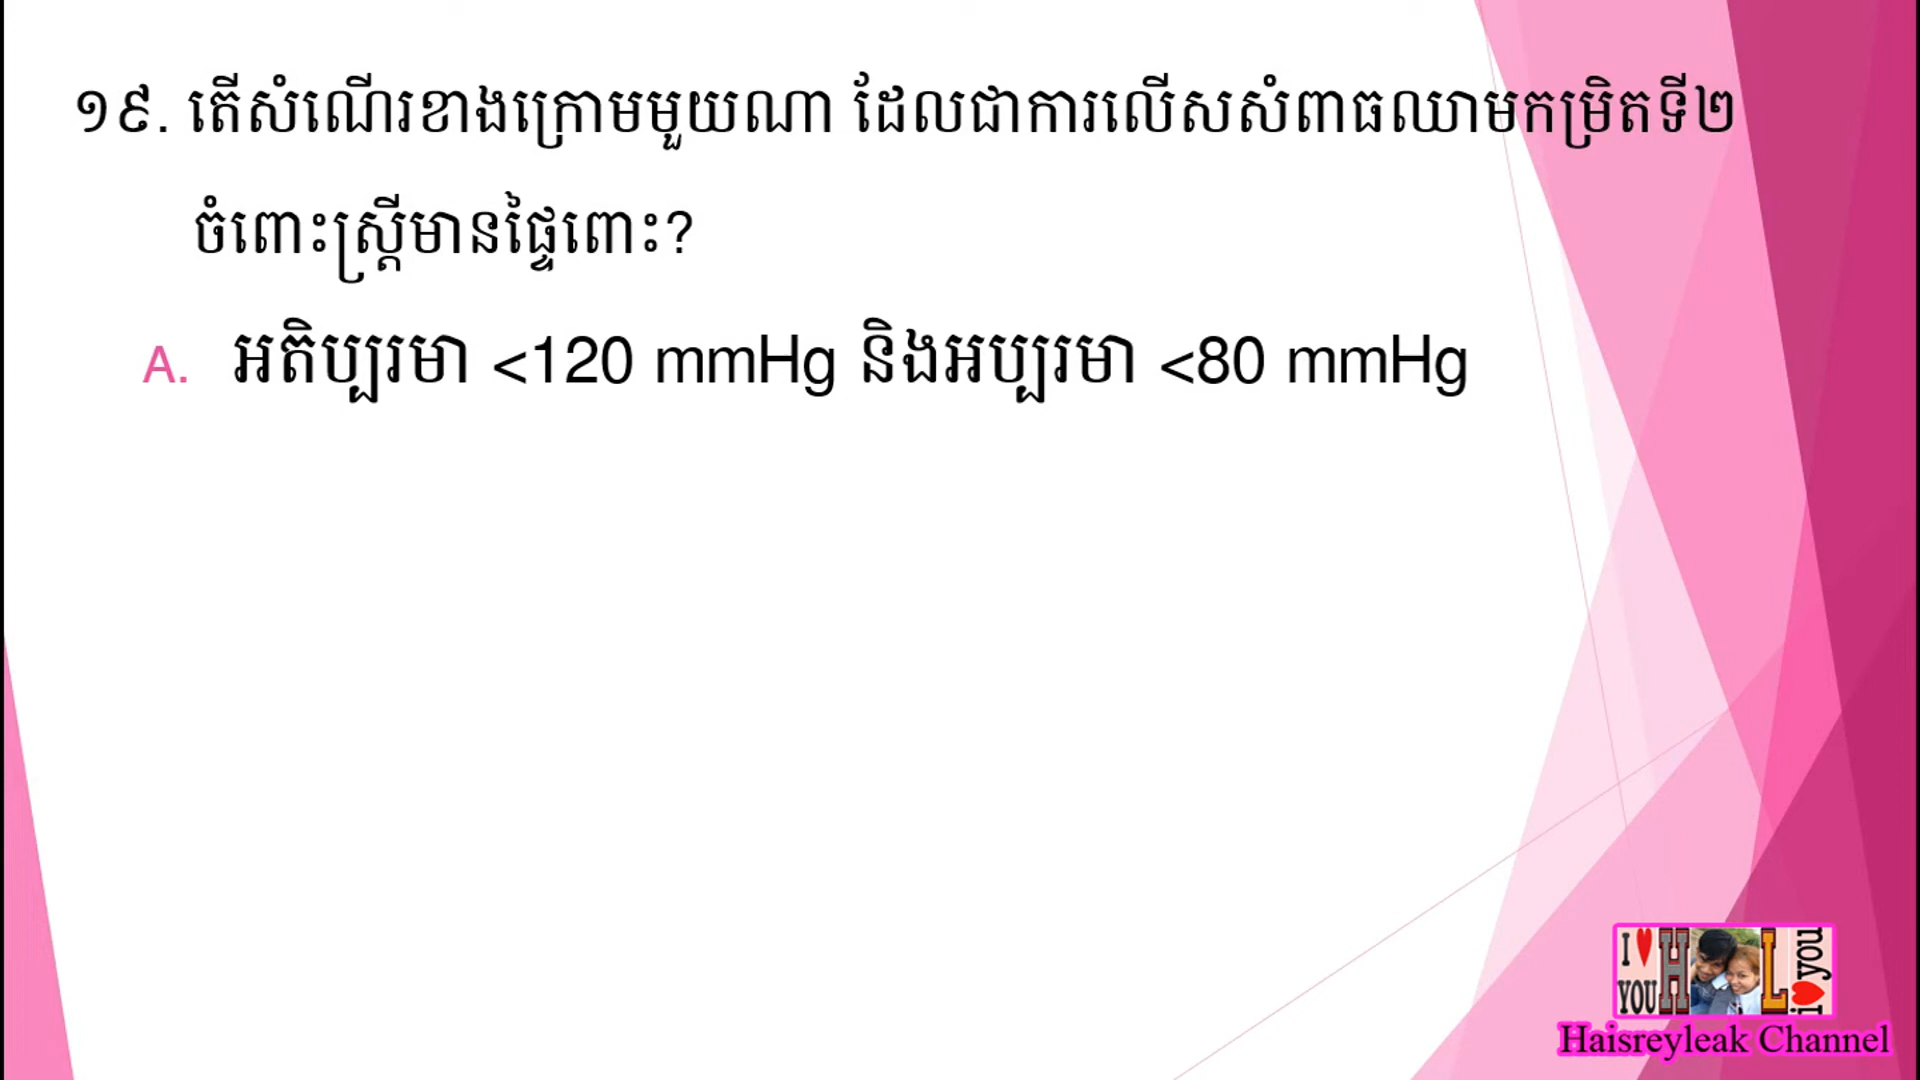 ១៩. តើសំណើរខាងក្រោមមួយណា ដែលជាការលើសសំពាធឈាមកម្រិតទី២
ចំពោះស្ត្រីមានផ្ទៃពោះ?
A. អតិប្បរមា <120 mmHg និងអប្បរមា <80 mmHg
I ♥ YOU H L i ♥ you
Haisreyleak Channel